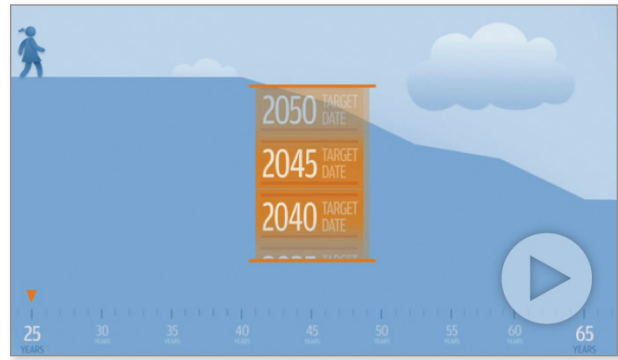 2050 TARGET DATE
2045 TARGET DATE
2040 TARGET DATE
25 30 35 40 45 50 55 60 65
YEARS YEARS YEARS YEARS YEARS YEARS YEARS YEARS YEARS